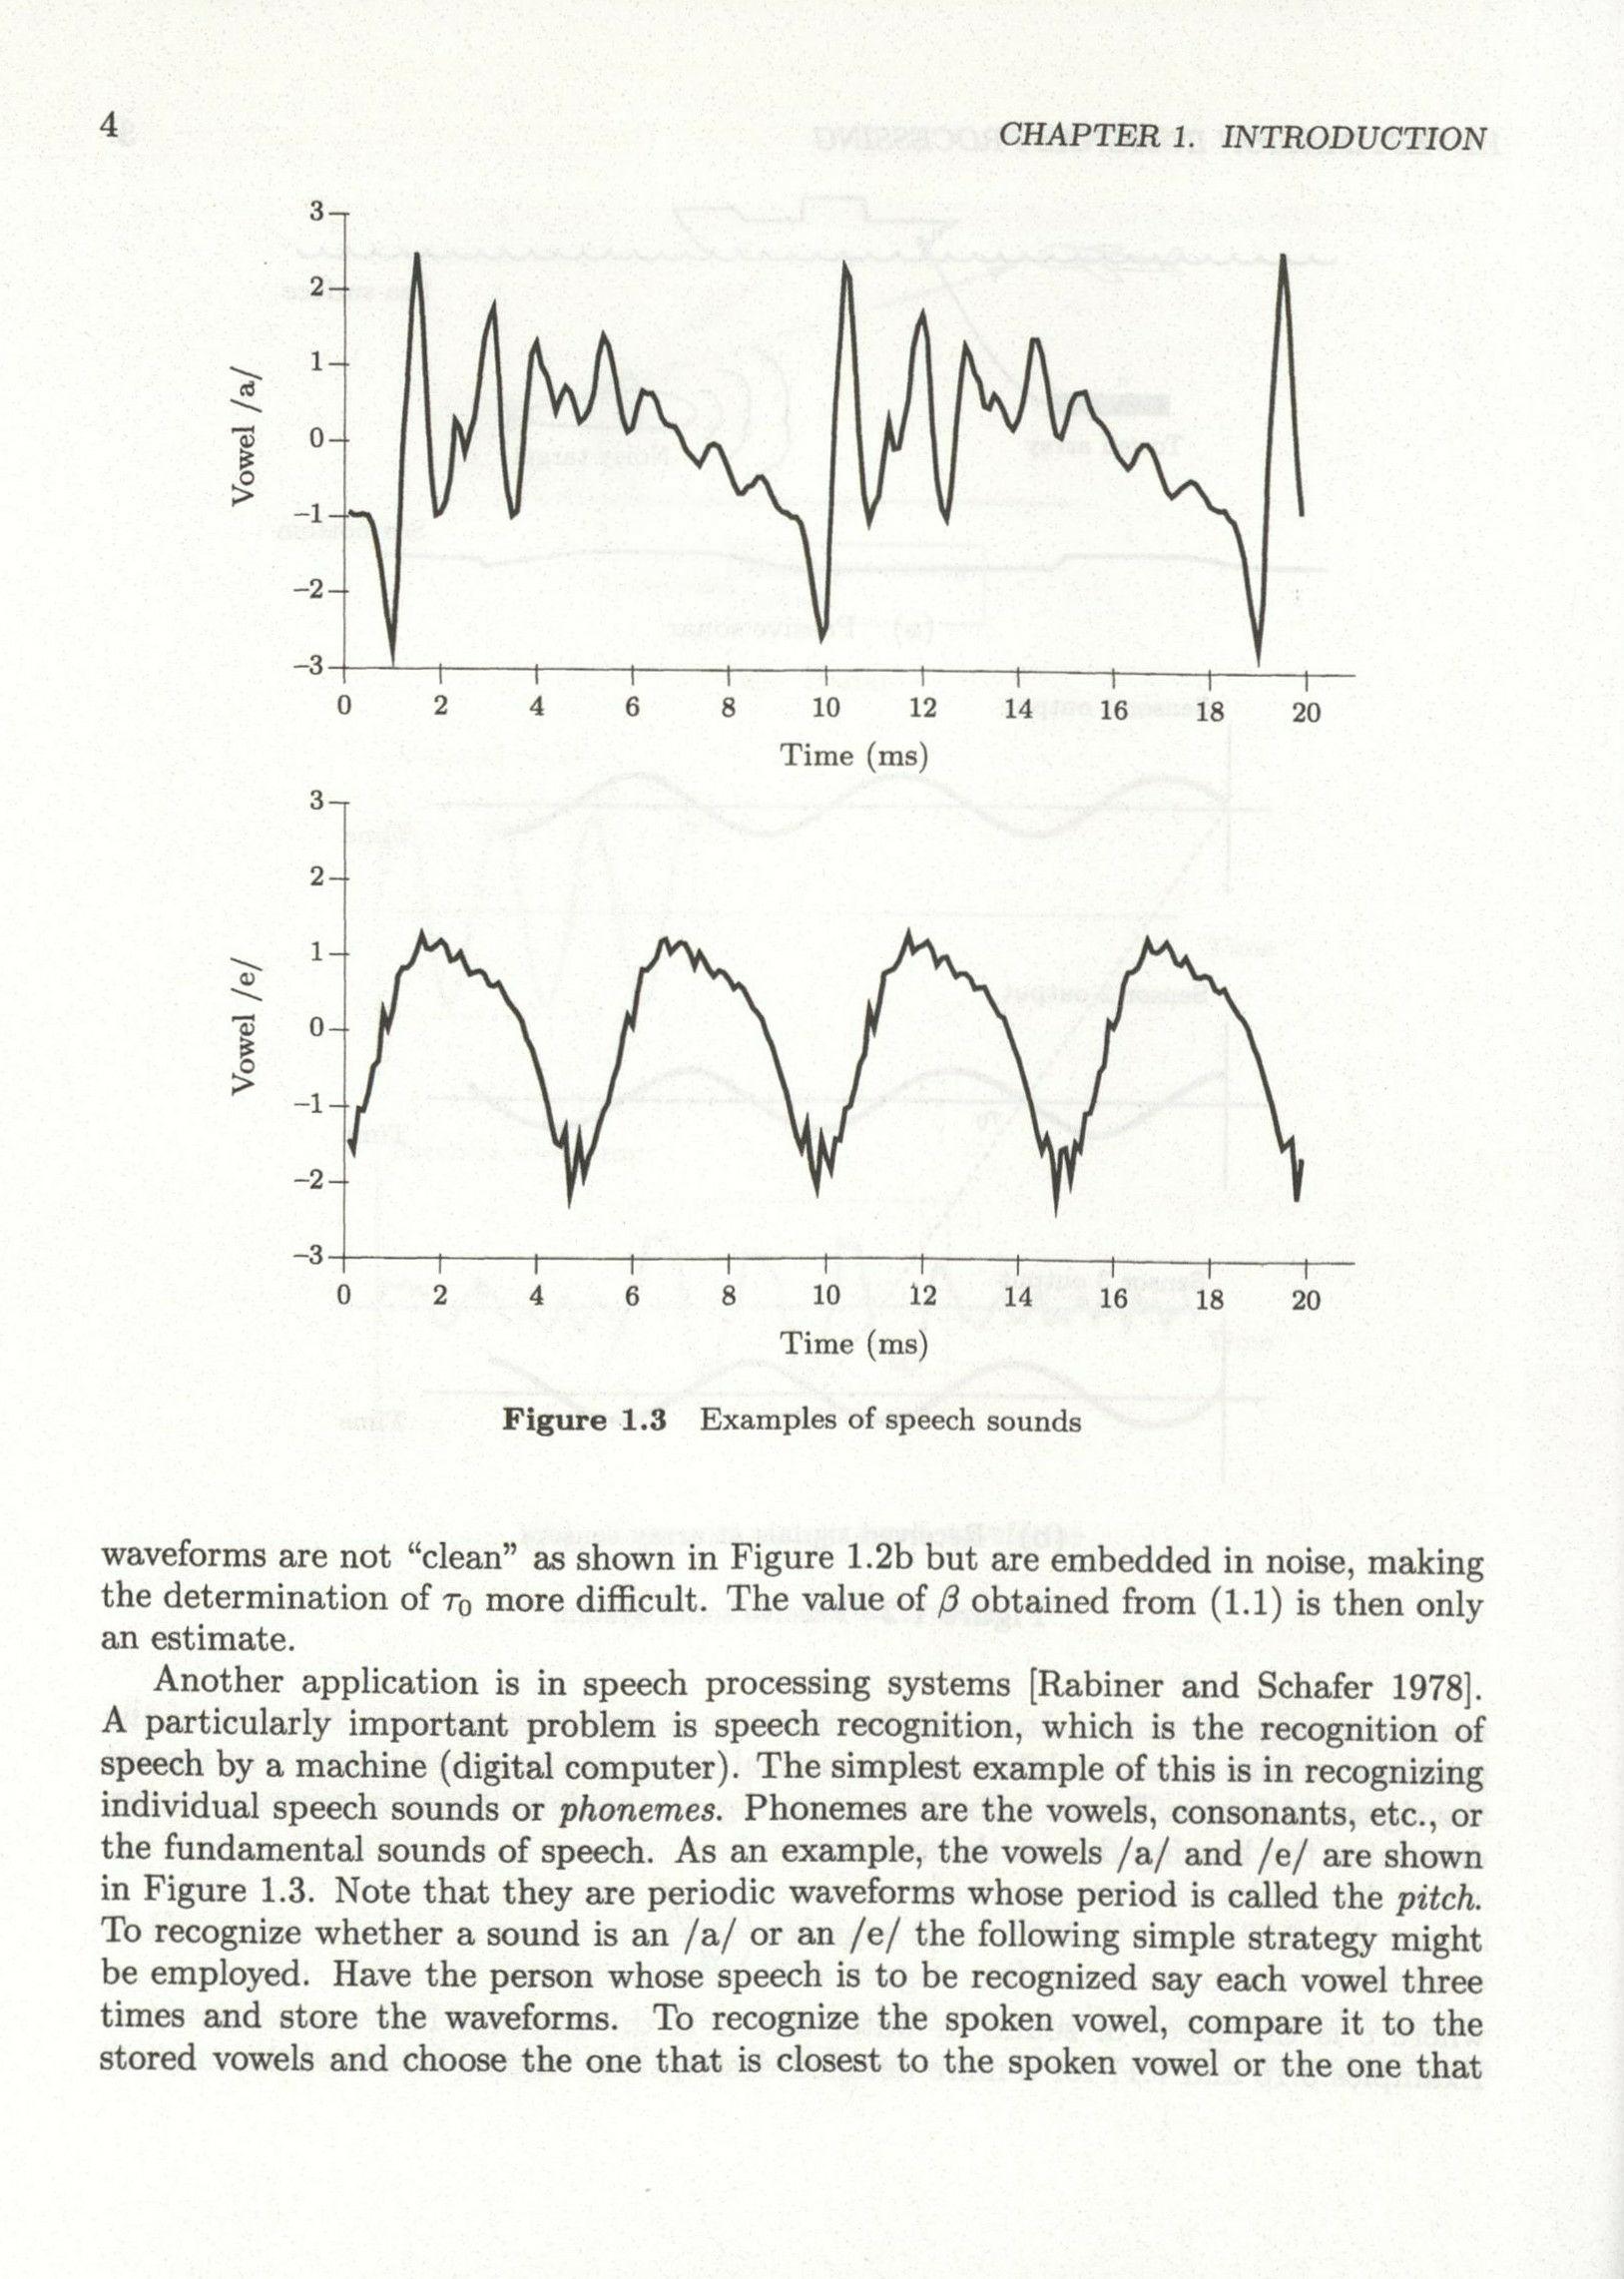 4
CHAPTER 1. INTRODUCTION
3
2
1
0
−1
−2
−3
Vowel /a/
0 2 4 6 8 10 12 14 16 18 20
Time (ms)
3
2
1
0
−1
−2
−3
Vowel /e/
0 2 4 6 8 10 12 14 16 18 20
Time (ms)
Figure 1.3 Examples of speech sounds
waveforms are not “clean” as shown in Figure 1.2b but are embedded in noise, making
the determination of τ₀ more difficult. The value of β obtained from (1.1) is then only
an estimate.
Another application is in speech processing systems [Rabiner and Schafer 1978].
A particularly important problem is speech recognition, which is the recognition of
speech by a machine (digital computer). The simplest example of this is in recognizing
individual speech sounds or phonemes. Phonemes are the vowels, consonants, etc., or
the fundamental sounds of speech. As an example, the vowels /a/ and /e/ are shown
in Figure 1.3. Note that they are periodic waveforms whose period is called the pitch.
To recognize whether a sound is an /a/ or an /e/ the following simple strategy might
be employed. Have the person whose speech is to be recognized say each vowel three
times and store the waveforms. To recognize the spoken vowel, compare it to the
stored vowels and choose the one that is closest to the spoken vowel or the one that